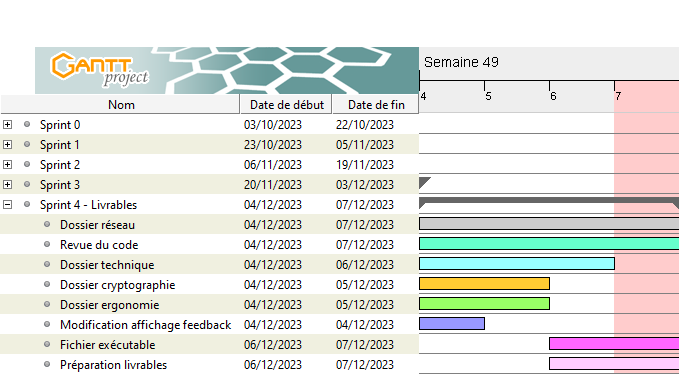 GANTT
project
Semaine 49
4 5 6 7
Nom Date de début Date de fin
Sprint 0 03/10/2023 22/10/2023
Sprint 1 23/10/2023 05/11/2023
Sprint 2 06/11/2023 19/11/2023
Sprint 3 20/11/2023 03/12/2023
Sprint 4 - Livrables 04/12/2023 07/12/2023
Dossier réseau 04/12/2023 07/12/2023
Revue du code 04/12/2023 07/12/2023
Dossier technique 04/12/2023 06/12/2023
Dossier cryptographie 04/12/2023 05/12/2023
Dossier ergonomie 04/12/2023 05/12/2023
Modification affichage feedback 04/12/2023 04/12/2023
Fichier exécutable 06/12/2023 07/12/2023
Préparation livrables 06/12/2023 07/12/2023